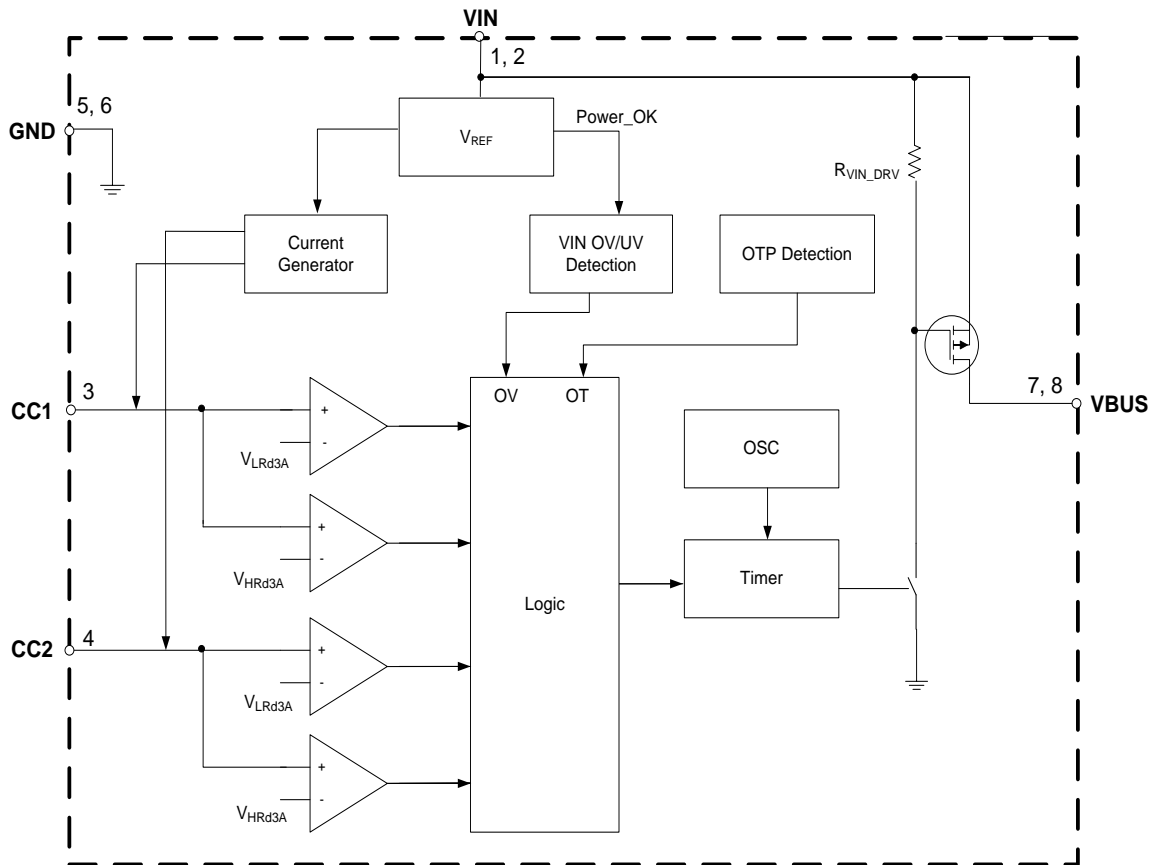 VIN
1, 2
5, 6
GND
VREF
Power_OK
RVIN_DRV
Current
Generator
VIN OV/UV
Detection
OTP Detection
CC1
3
+
-
VLRd3A
OV
OT
7, 8
VBUS
OSC
+
-
VHRd3A
Timer
Logic
CC2
4
+
-
VLRd3A
+
-
VHRd3A